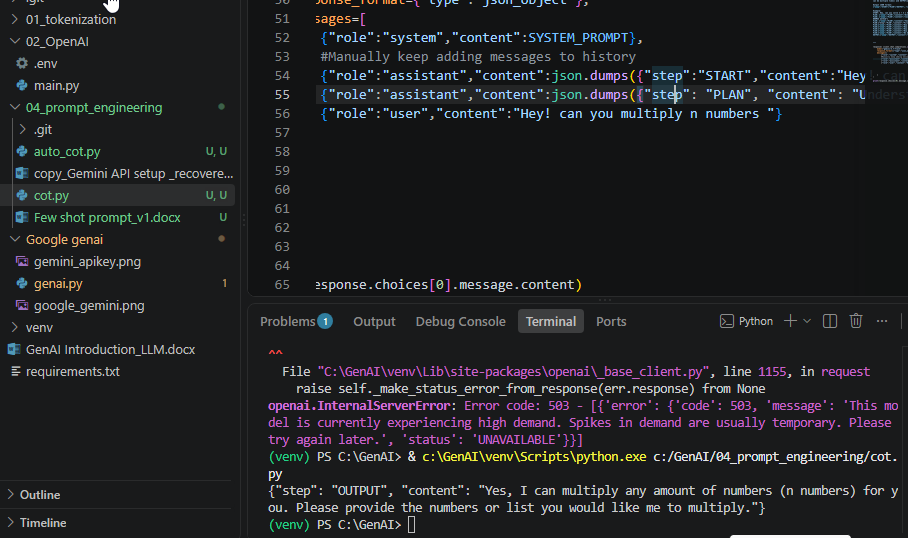 .git
01_tokenization
02_OpenAI
.env
main.py
04_prompt_engineering
.git
auto_cot.py U, U
copy_Gemini API setup _recovere...
cot.py U, U
Few shot prompt_v1.docx U
Google genai
gemini_apikey.png
genai.py 1
google_gemini.png
venv
GenAI Introduction_LLM.docx
requirements.txt
Outline
Timeline
50 ponse_format={"type": "json_object"},
51 sages=[
52 {"role":"system","content":SYSTEM_PROMPT},
53 #Manually keep adding messages to history
54 {"role":"assistant","content":json.dumps({"step":"START","content":"Hey can
55 {"role":"assistant","content":json.dumps({"step": "PLAN", "content": "Unders
56 {"role":"user","content":"Hey! can you multiply n numbers "}
57
58
59
60
61
62
63
64
65 esponse.choices[0].message.content)
Problems 1 Output Debug Console Terminal Ports Python
^^
File "C:\GenAI\venv\Lib\site-packages\openai\_base_client.py", line 1155, in request
raise self._make_status_error_from_response(err.response) from None
openai.InternalServerError: Error code: 503 - [{'error': {'code': 503, 'message': 'This mo
del is currently experiencing high demand. Spikes in demand are usually temporary. Please
try again later.', 'status': 'UNAVAILABLE'}}]
(venv) PS C:\GenAI> & c:\GenAI\venv\Scripts\python.exe c:/GenAI/04_prompt_engineering/cot.
py
{"step": "OUTPUT", "content": "Yes, I can multiply any amount of numbers (n numbers) for y
ou. Please provide the numbers or list you would like me to multiply."}
(venv) PS C:\GenAI>